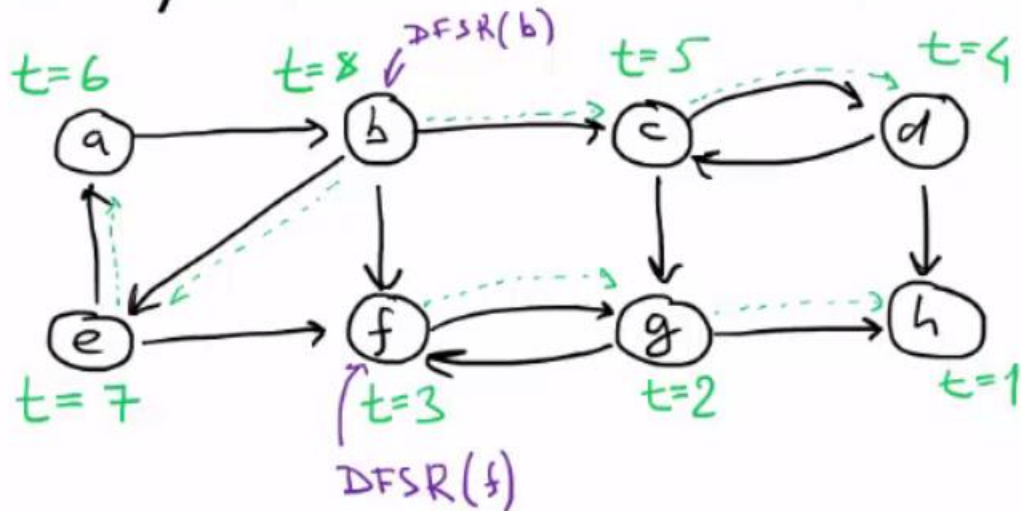 DFSR(b)
t=6 t=8 t=5 t=4
a b c d
e f g h
t=7 t=3 t=2 t=1
DFSR(f)